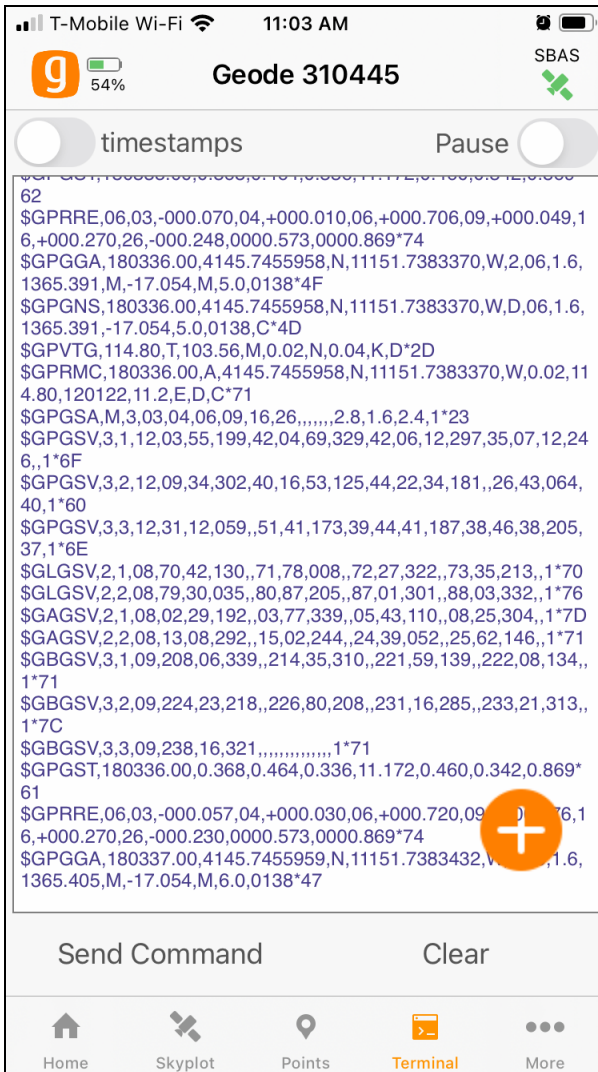 T-Mobile Wi-Fi 11:03 AM
g 54% Geode 310445 SBAS
timestamps Pause
62
$GPRRE,06,03,-000.070,04,+000.010,06,+000.706,09,+000.049,1
6,+000.270,26,-000.248,0000.573,0000.869*74
$GPGGA,180336.00,4145.7455958,N,11151.7383370,W,2,06,1.6,
1365.391,M,-17.054,M,5.0,0138*4F
$GPGNS,180336.00,4145.7455958,N,11151.7383370,W,D,06,1.6,
1365.391,-17.054,5.0,0138,C*4D
$GPVTG,114.80,T,103.56,M,0.02,N,0.04,K,D*2D
$GPRMC,180336.00,A,4145.7455958,N,11151.7383370,W,0.02,11
4.80,120122,11.2,E,D,C*71
$GPGSA,M,3,03,04,06,09,16,26,,,,,,,2.8,1.6,2.4,1*23
$GPGSV,3,1,12,03,55,199,42,04,69,329,42,06,12,297,35,07,12,24
6,,1*6F
$GPGSV,3,2,12,09,34,302,40,16,53,125,44,22,34,181,,26,43,064,
40,1*60
$GPGSV,3,3,12,31,12,059,,51,41,173,39,44,41,187,38,46,38,205,
37,1*6E
$GLGSV,2,1,08,70,42,130,,71,78,008,,72,27,322,,73,35,213,,1*70
$GLGSV,2,2,08,79,30,035,,80,87,205,,87,01,301,,88,03,332,,1*76
$GAGSV,2,1,08,02,29,192,,03,77,339,,05,43,110,,08,25,304,,1*7D
$GAGSV,2,2,08,13,08,292,,15,02,244,,24,39,052,,25,62,146,,1*71
$GBGSV,3,1,09,208,06,339,,214,35,310,,221,59,139,,222,08,134,,
1*71
$GBGSV,3,2,09,224,23,218,,226,80,208,,231,16,285,,233,21,313,,
1*7C
$GBGSV,3,3,09,238,16,321,,,,,,,,,,,,,,1*71
$GPGST,180336.00,0.368,0.464,0.336,11.172,0.460,0.342,0.869*
61
$GPRRE,06,03,-000.057,04,+000.030,06,+000.720,09
6,+000.270,26,-000.230,0000.573,0000.869*74
$GPGGA,180337.00,4145.7455959,N,11151.7383432, 1.6,
1365.405,M,-17.054,M,6.0,0138*47
Send Command Clear
Home Skyplot Points Terminal More